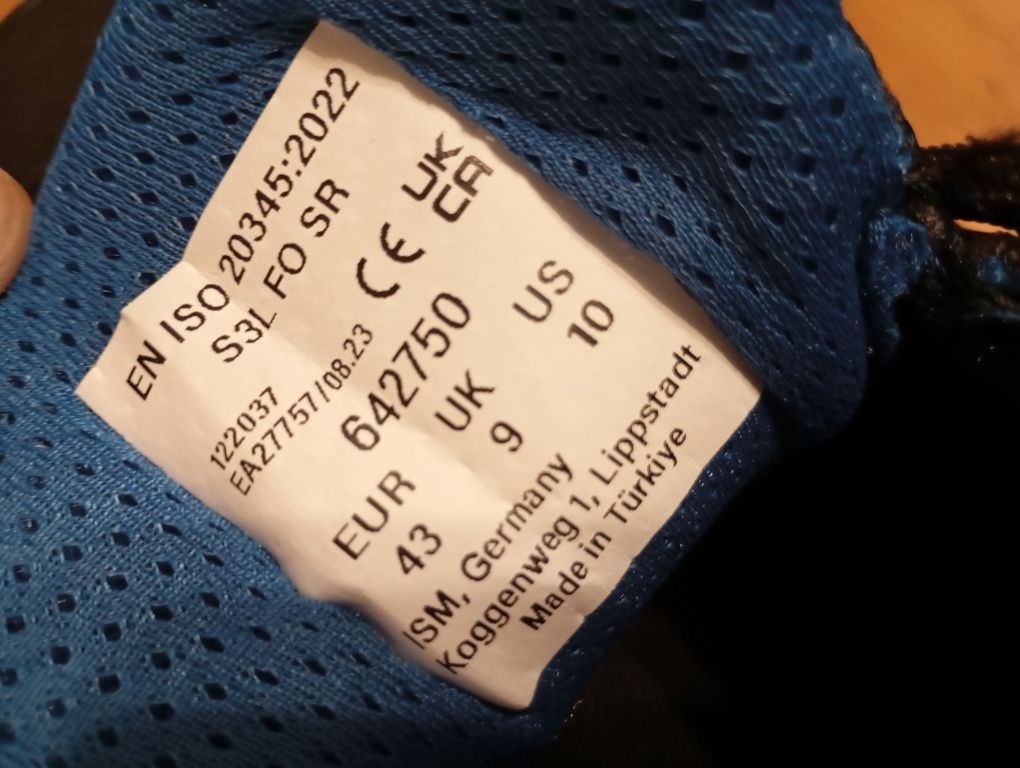 EN ISO 20345:2022
S3L FO SR
122037
EA27757/08.23
CE
UK
CA
642750
EUR UK US
43 9 10
ISM, Germany
Koggenweg 1, Lippstadt
Made in Türkiye